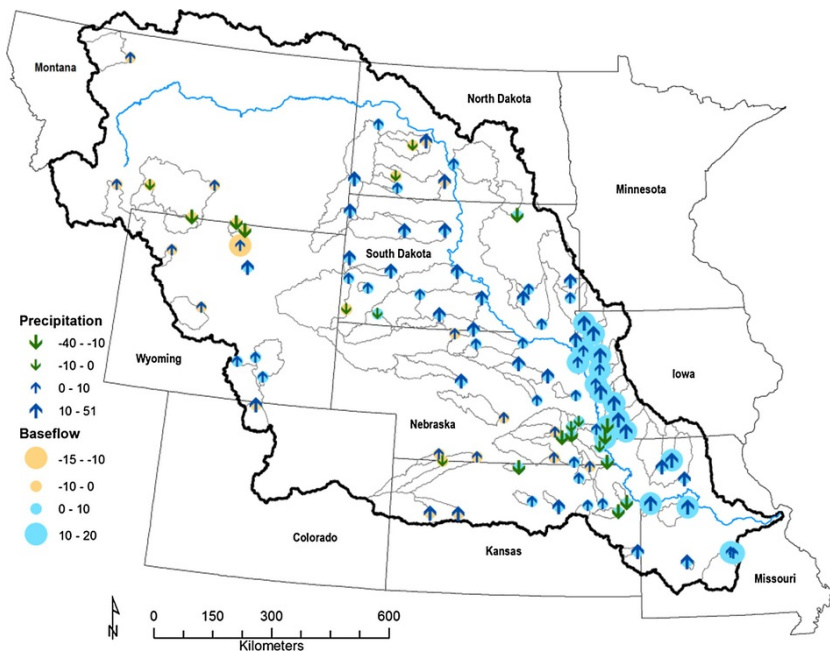 Montana
North Dakota
Minnesota
South Dakota
Precipitation
-40 - -10
-10 - 0
0 - 10
10 - 51
Wyoming
Iowa
Baseflow
-15 - -10
-10 - 0
0 - 10
10 - 20
Nebraska
Colorado
Kansas
Missouri
N
0 150 300 600
Kilometers